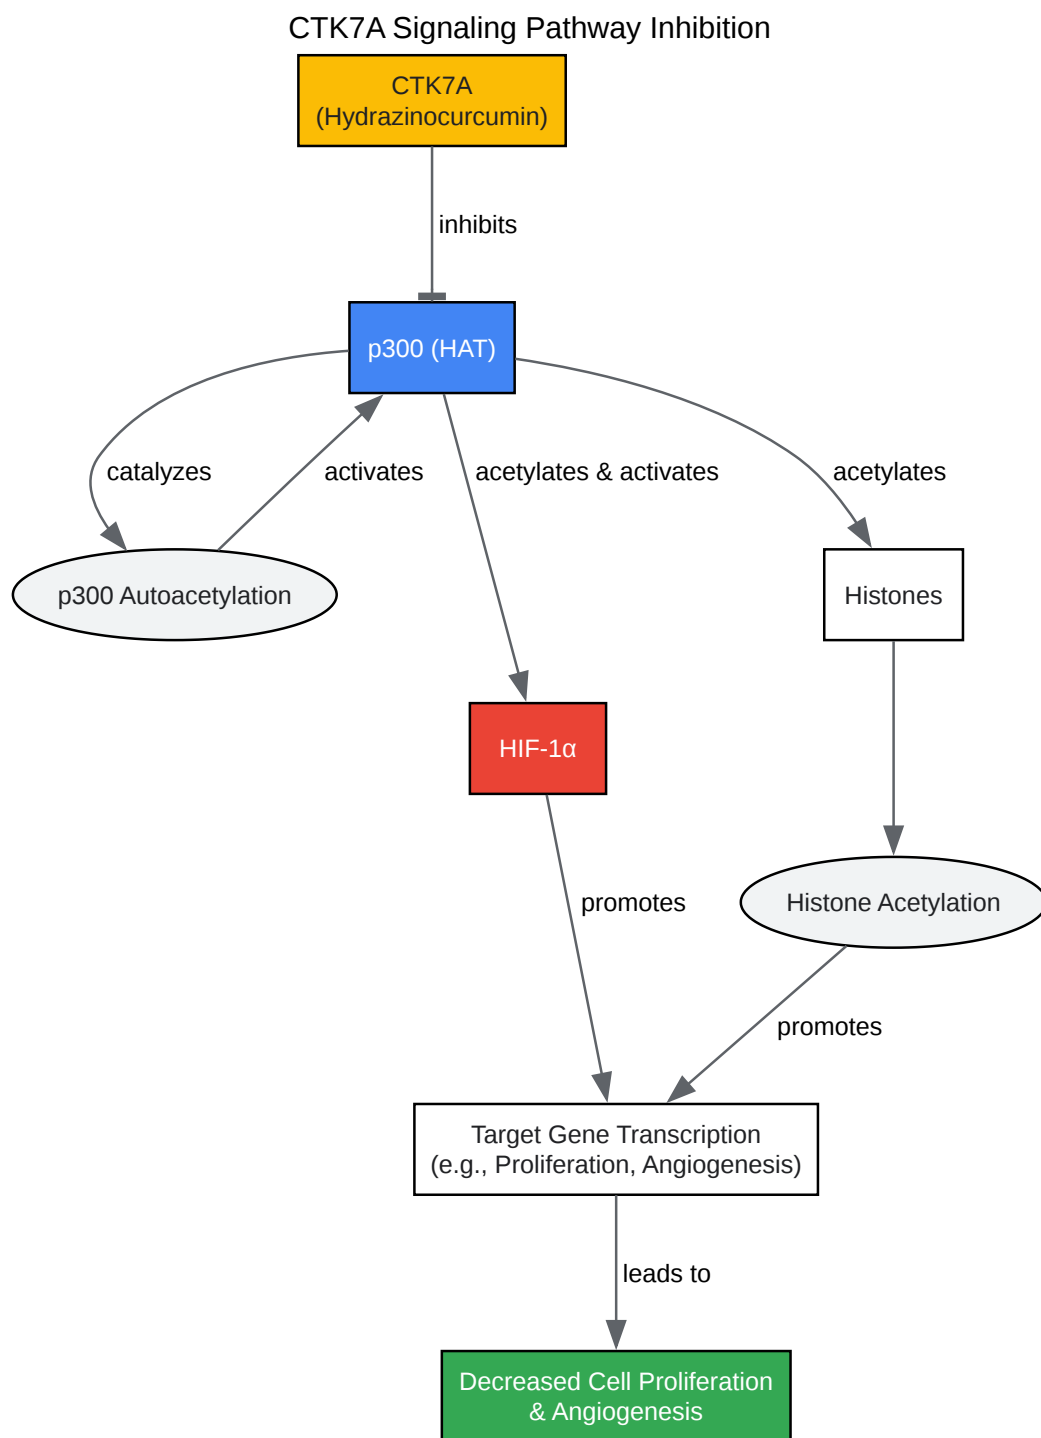 CTK7A Signaling Pathway Inhibition
CTK7A
(Hydrazinocurcumin)
inhibits
p300 (HAT)
catalyzes
activates
acetylates & activates
acetylates
p300 Autoacetylation
Histones
HIF-1α
promotes
Histone Acetylation
promotes
Target Gene Transcription
(e.g., Proliferation, Angiogenesis)
leads to
Decreased Cell Proliferation
& Angiogenesis